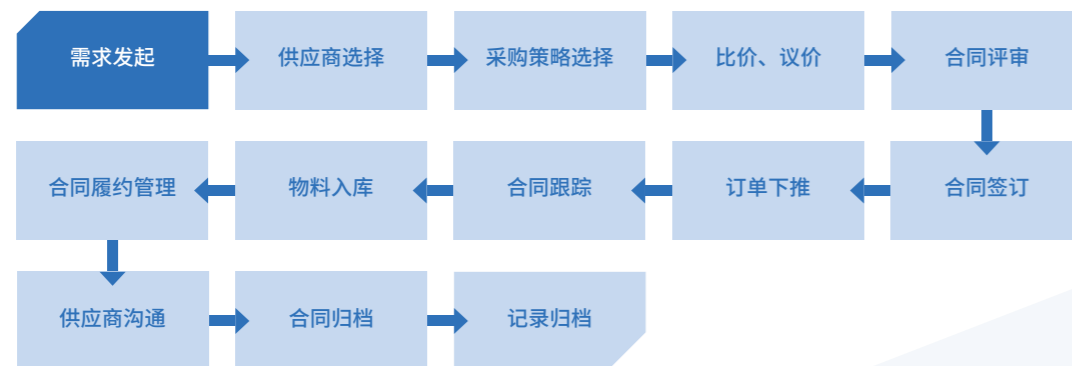 需求发起
供应商选择
采购策略选择
比价、议价
合同评审
合同签订
订单下推
合同跟踪
物料入库
合同履约管理
供应商沟通
合同归档
记录归档